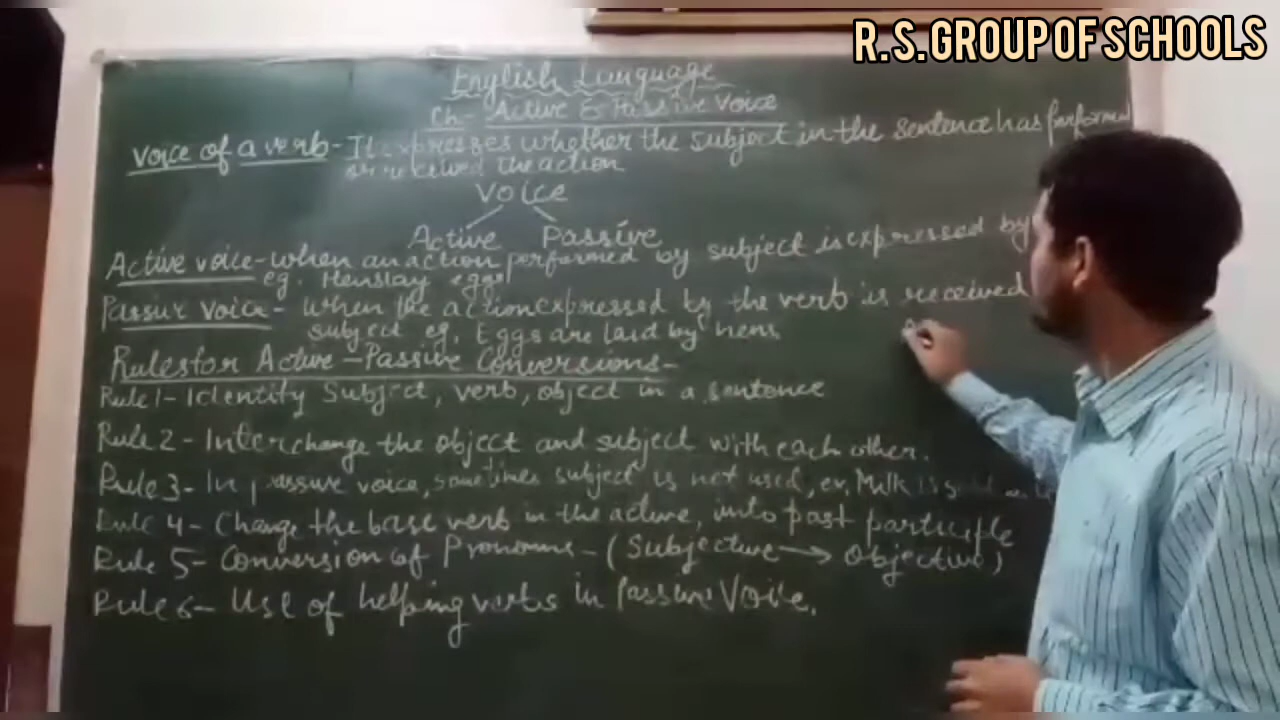 R.S. GROUP OF SCHOOLS
English Language
Ch- Active & Passive Voice
Voice of a verb- It expresses whether the subject in the sentence has performed
or received the action
Voice
Active Passive
Active voice- when an action performed by subject is expressed by
eg. Hens lay eggs
Passive voice- When the action expressed by the verb is received
subject eg. Eggs are laid by hens
Rules for Active-Passive Conversions-
Rule 1- Identify Subject, verb, object in a sentence
Rule 2- Interchange the object and subject with each other.
Rule 3- In passive voice, sometimes subject is not used, ex. Milk is sold
Rule 4- Change the base verb in the active, into past participle
Rule 5- Conversion of Pronouns - (Subjective → Objective)
Rule 6- Use of helping verbs in Passive Voice.